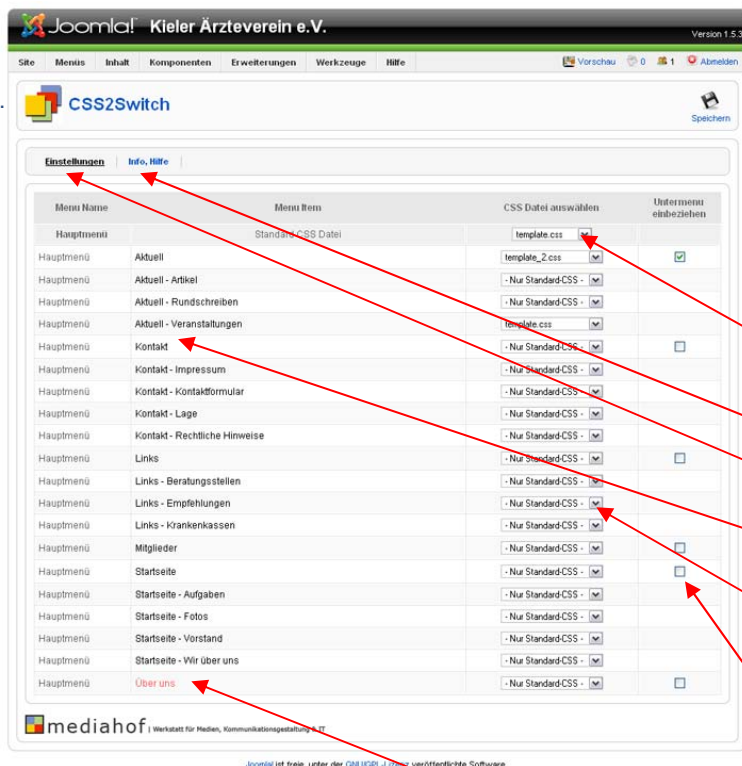 Joomla! Kieler Ärzteverein e.V.
Version 1.5.3
Site Menüs Inhalt Komponenten Erweiterungen Werkzeuge Hilfe Vorschau 0 1 Abmelden
CSS2Switch
Speichern
Einstellungen Info, Hilfe
Menu Name Menu Item CSS Datei auswählen Untermenu einbeziehen
Hauptmenü Standard CSS Datei template.css
Hauptmenü Aktuell template_2.css
Hauptmenü Aktuell - Artikel - Nur Standard-CSS -
Hauptmenü Aktuell - Rundschreiben - Nur Standard-CSS -
Hauptmenü Aktuell - Veranstaltungen template.css
Hauptmenü Kontakt - Nur Standard-CSS -
Hauptmenü Kontakt - Impressum - Nur Standard-CSS -
Hauptmenü Kontakt - Kontaktformular - Nur Standard-CSS -
Hauptmenü Kontakt - Lage - Nur Standard-CSS -
Hauptmenü Kontakt - Rechtliche Hinweise - Nur Standard-CSS -
Hauptmenü Links - Nur Standard-CSS -
Hauptmenü Links - Beratungsstellen - Nur Standard-CSS -
Hauptmenü Links - Empfehlungen - Nur Standard-CSS -
Hauptmenü Links - Krankenkassen - Nur Standard-CSS -
Hauptmenü Mitglieder - Nur Standard-CSS -
Hauptmenü Startseite - Nur Standard-CSS -
Hauptmenü Startseite - Aufgaben - Nur Standard-CSS -
Hauptmenü Startseite - Fotos - Nur Standard-CSS -
Hauptmenü Startseite - Vorstand - Nur Standard-CSS -
Hauptmenü Startseite - Wir über uns - Nur Standard-CSS -
Hauptmenü Über uns - Nur Standard-CSS -
mediahof | Werkstatt für Medien, Kommunikationsgestaltung & IT
Joomla! ist freie, unter der GNU/GPL-Lizenz veröffentlichte Software.